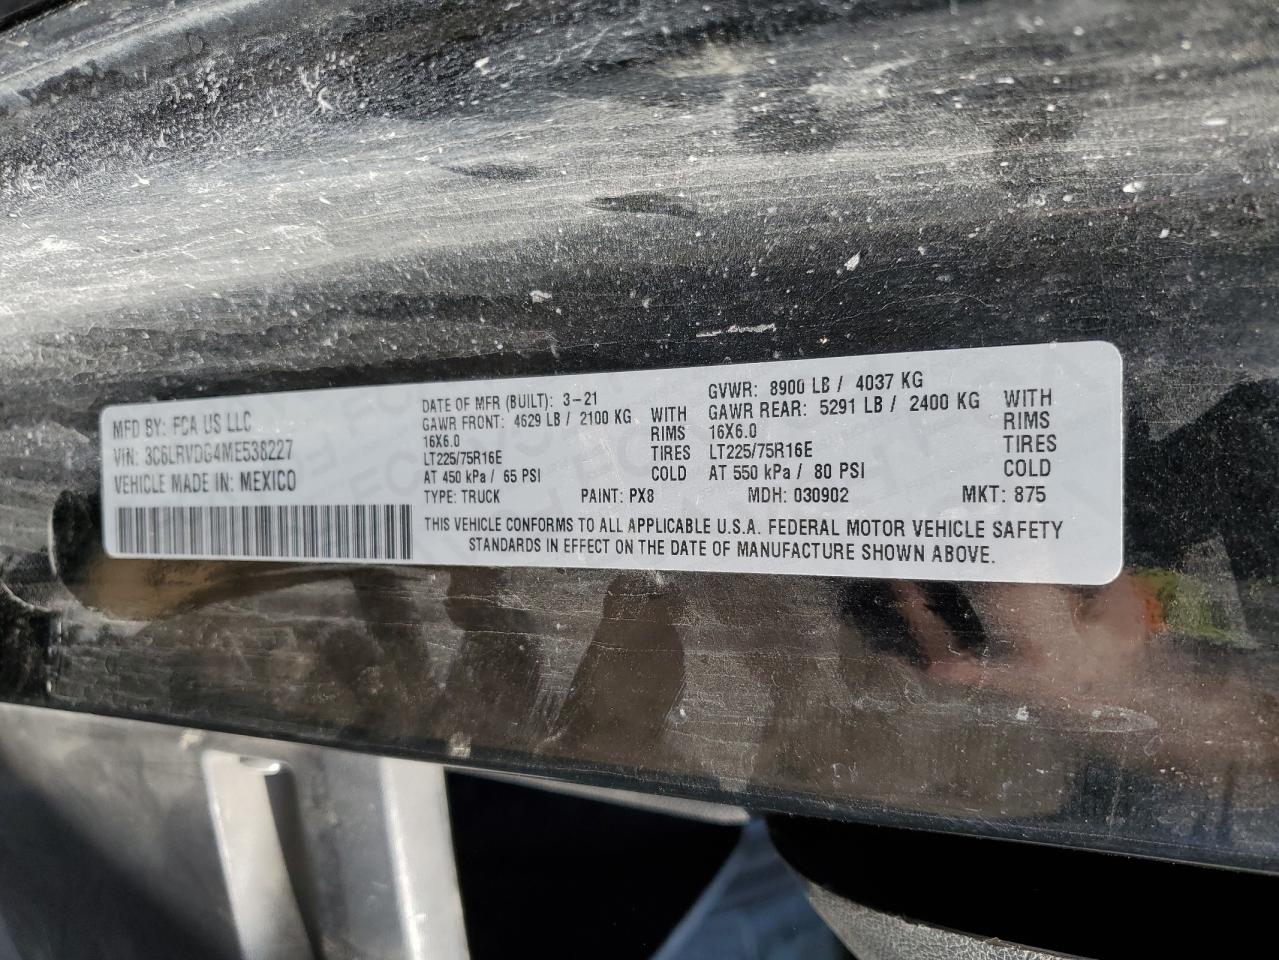 MFD BY: FCA US LLC
VIN: 3C6LRVDG4ME538227
VEHICLE MADE IN: MEXICO
DATE OF MFR (BUILT): 3-21
GAWR FRONT: 4629 LB / 2100 KG WITH
16X6.0 RIMS
LT225/75R16E TIRES
AT 450 kPa / 65 PSI COLD
GVWR: 8900 LB / 4037 KG
GAWR REAR: 5291 LB / 2400 KG WITH
16X6.0 RIMS
LT225/75R16E TIRES
AT 550 kPa / 80 PSI COLD
TYPE: TRUCK PAINT: PX8 MDH: 030902 MKT: 875
THIS VEHICLE CONFORMS TO ALL APPLICABLE U.S.A. FEDERAL MOTOR VEHICLE SAFETY
STANDARDS IN EFFECT ON THE DATE OF MANUFACTURE SHOWN ABOVE.